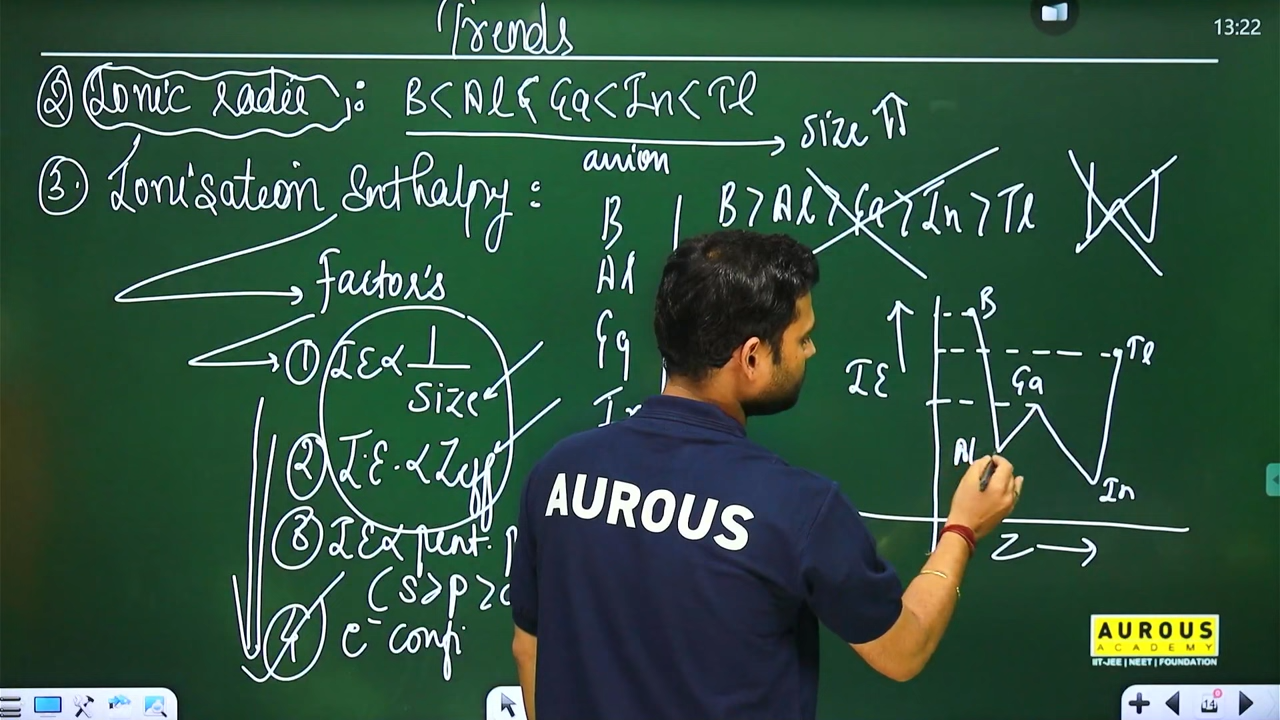 Trends
13:22
② Ionic radii : B < Al < Ga < In < Tl
Size ⇑
anion
③. Ionisation Enthalpy :
B
B > Al > Ga > In > Tl
Al
Ga
Factor's
① IE ∝ 1/Size
② I.E. ∝ Zeff
③ IE ∝ pent.
(s > p >
④ e⁻ confi
IE
B
Tl
Ga
Al
In
Z →
AUROUS
AUROUS
ACADEMY
IIT-JEE | NEET | FOUNDATION
14